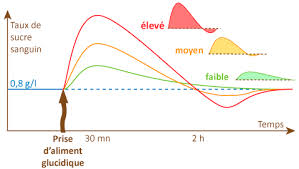 Taux de
sucre
sanguin
élevé
moyen
faible
0,8 g/l
Temps
Prise
d'aliment
glucidique
30 mn
2 h